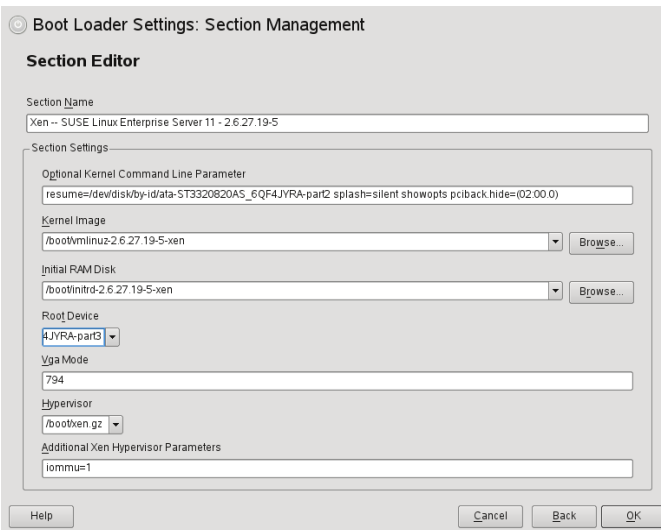 Boot Loader Settings: Section Management
Section Editor
Section Name
Xen -- SUSE Linux Enterprise Server 11 - 2.6.27.19-5
Section Settings
Optional Kernel Command Line Parameter
resume=/dev/disk/by-id/ata-ST3320820AS_6QF4JYRA-part2 splash=silent showopts pciback.hide=(02:00.0)
Kernel Image
/boot/vmlinuz-2.6.27.19-5-xen
Browse...
Initial RAM Disk
/boot/initrd-2.6.27.19-5-xen
Browse...
Root Device
4JYRA-part3
Vga Mode
794
Hypervisor
/boot/xen.gz
Additional Xen Hypervisor Parameters
iommu=1
Help
Cancel
Back
OK